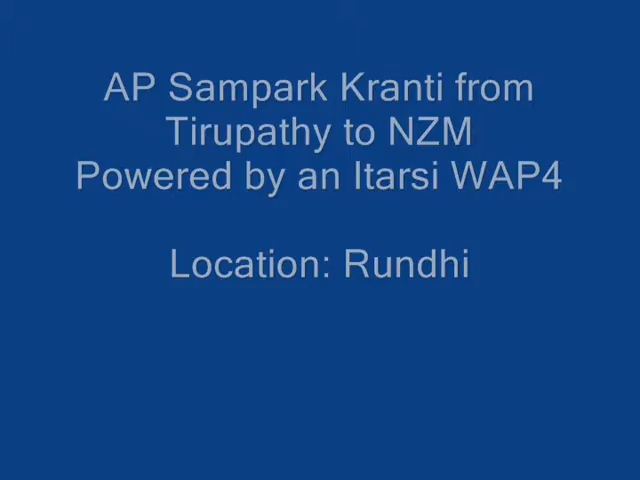 AP Sampark Kranti from
Tirupathy to NZM
Powered by an Itarsi WAP4
Location: Rundhi